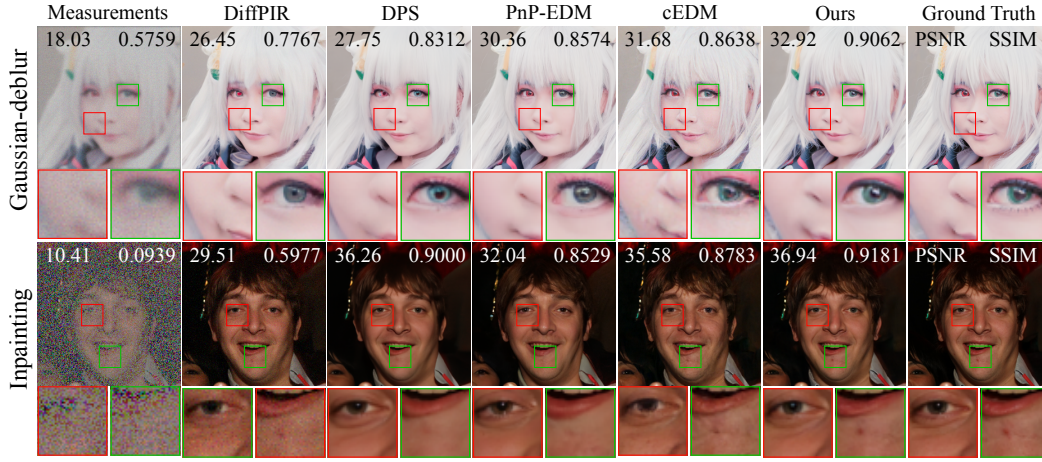 Measurements DiffPIR DPS PnP-EDM cEDM Ours Ground Truth
Gaussian-deblur
18.03 0.5759 26.45 0.7767 27.75 0.8312 30.36 0.8574 31.68 0.8638 32.92 0.9062 PSNR SSIM
Inpainting
10.41 0.0939 29.51 0.5977 36.26 0.9000 32.04 0.8529 35.58 0.8783 36.94 0.9181 PSNR SSIM